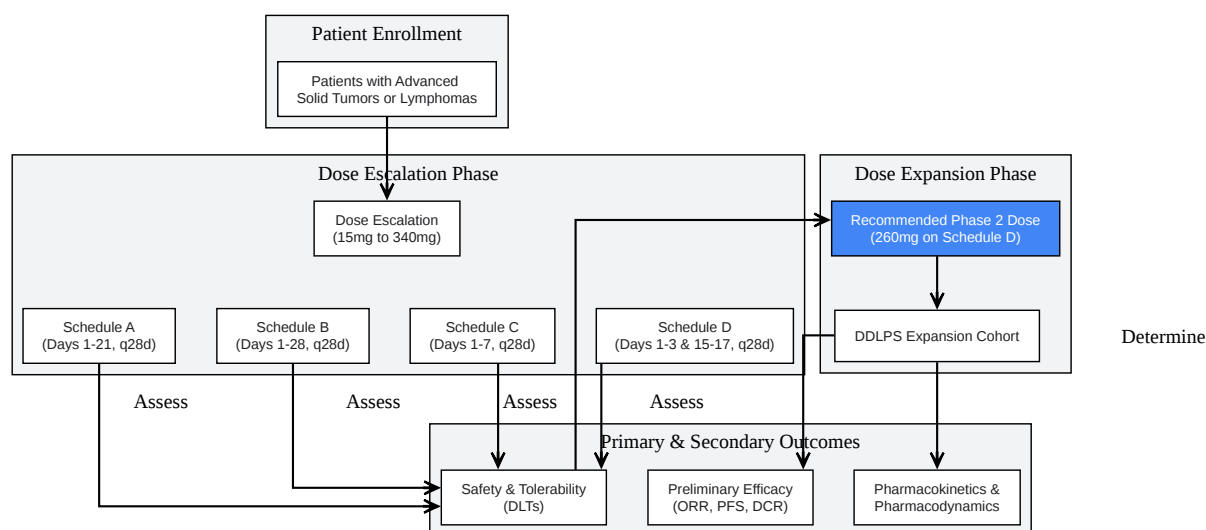 Patient Enrollment
Patients with Advanced
Solid Tumors or Lymphomas
Dose Escalation Phase
Dose Escalation
(15mg to 340mg)
Schedule A
(Days 1-21, q28d)
Schedule B
(Days 1-28, q28d)
Schedule C
(Days 1-7, q28d)
Schedule D
(Days 1-3 & 15-17, q28d)
Dose Expansion Phase
Recommended Phase 2 Dose
(260mg on Schedule D)
DDLPS Expansion Cohort
Determine
Assess
Assess
Assess
Assess
Primary & Secondary Outcomes
Safety & Tolerability
(DLTs)
Preliminary Efficacy
(ORR, PFS, DCR)
Pharmacokinetics &
Pharmacodynamics